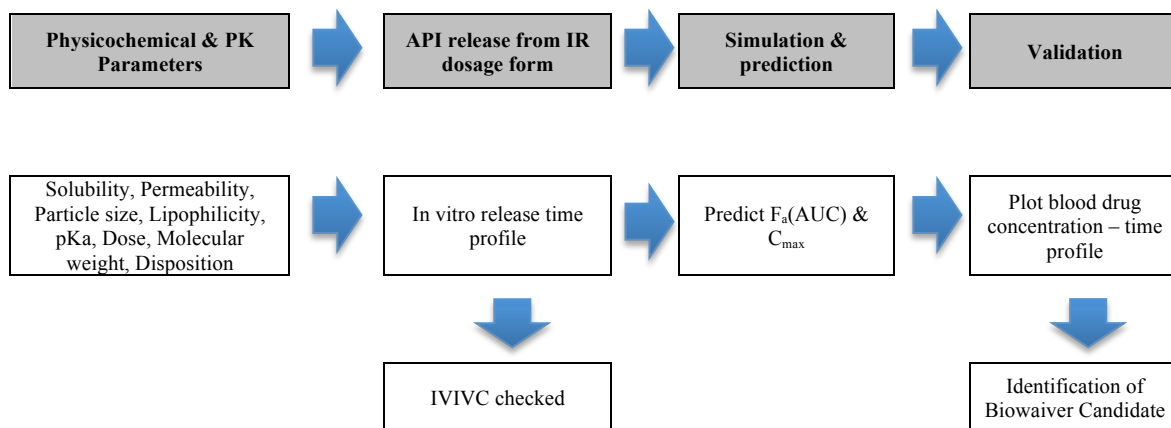 Physicochemical & PK
Parameters
API release from IR
dosage form
Simulation &
prediction
Validation
Solubility, Permeability,
Particle size, Lipophilicity,
pKa, Dose, Molecular
weight, Disposition
In vitro release time
profile
Predict Fa(AUC) &
Cmax
Plot blood drug
concentration – time
profile
IVIVC checked
Identification of
Biowaiver Candidate